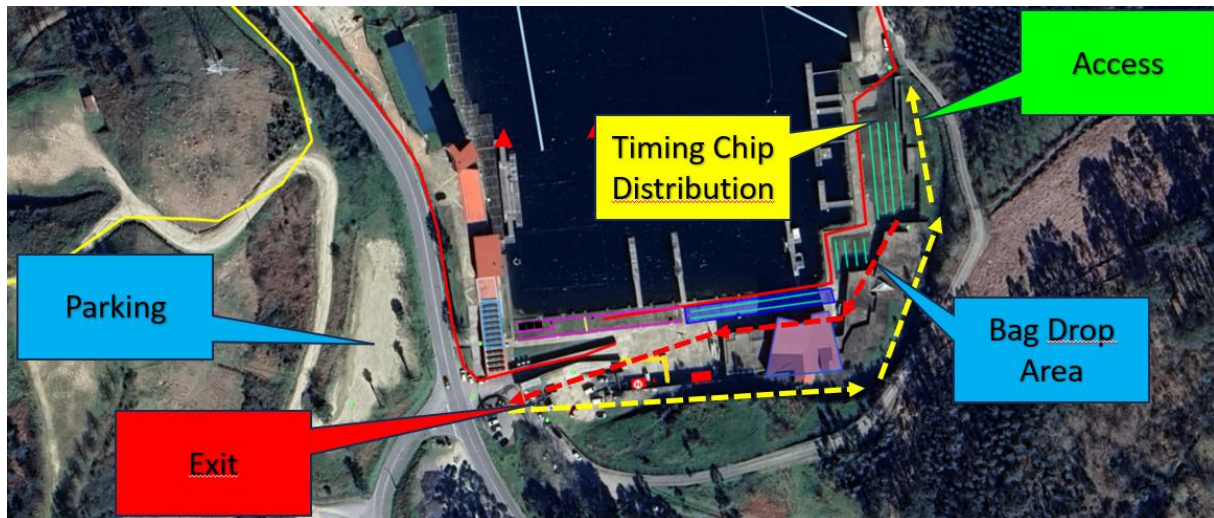 Access
Timing Chip
Distribution
Parking
Bag Drop
Area
Exit
H